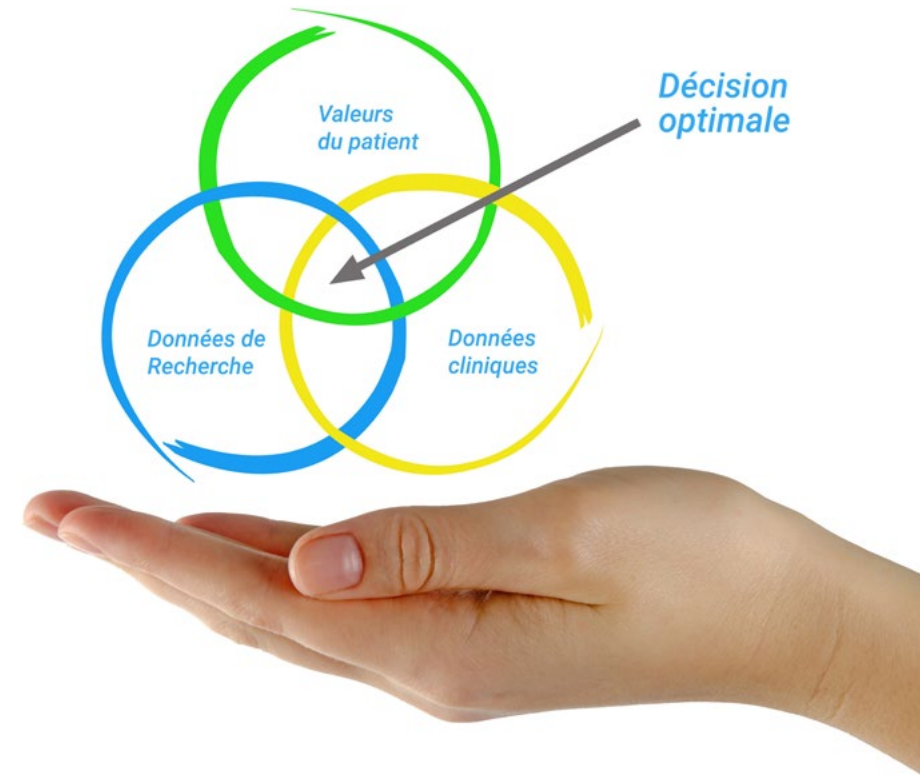 Valeurs
du patient
Décision
optimale
Données de
Recherche
Données
cliniques